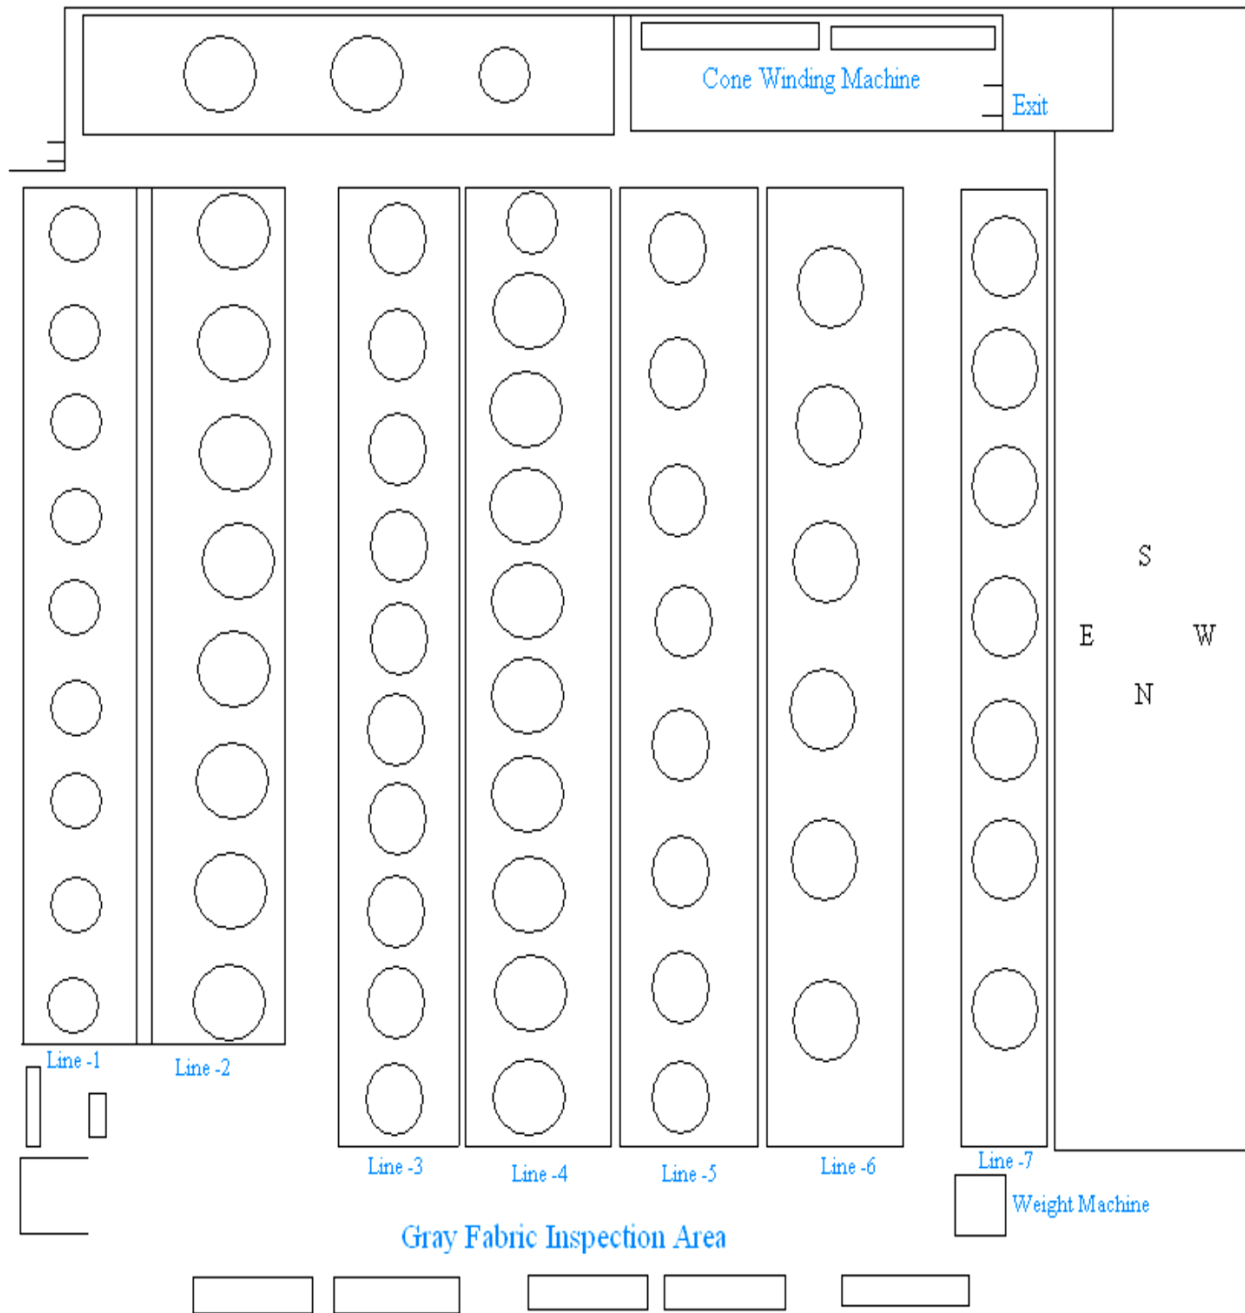 Cone Winding Machine
Exit
S
E W
N
Line -1
Line -2
Line -3
Line -4
Line -5
Line -6
Line -7
Weight Machine
Gray Fabric Inspection Area